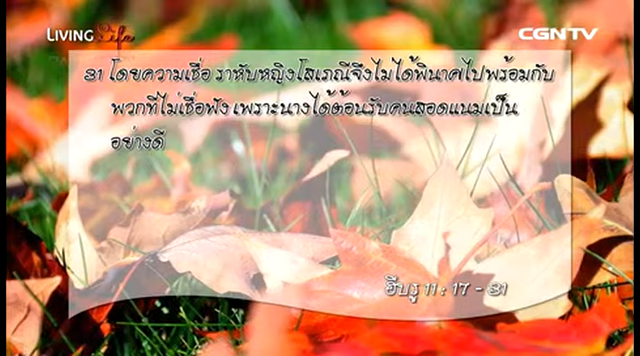 LIVING Life
CGNTV
31 โดยความเชื่อ ราหับหญิงโสเภณีจึงไม่ได้พินาศไปพร้อมกับ
พวกที่ไม่เชื่อฟัง เพราะนางได้ต้อนรับคนสอดแนมเป็น
อย่างดี
ฮีบรู 11 : 17 - 31